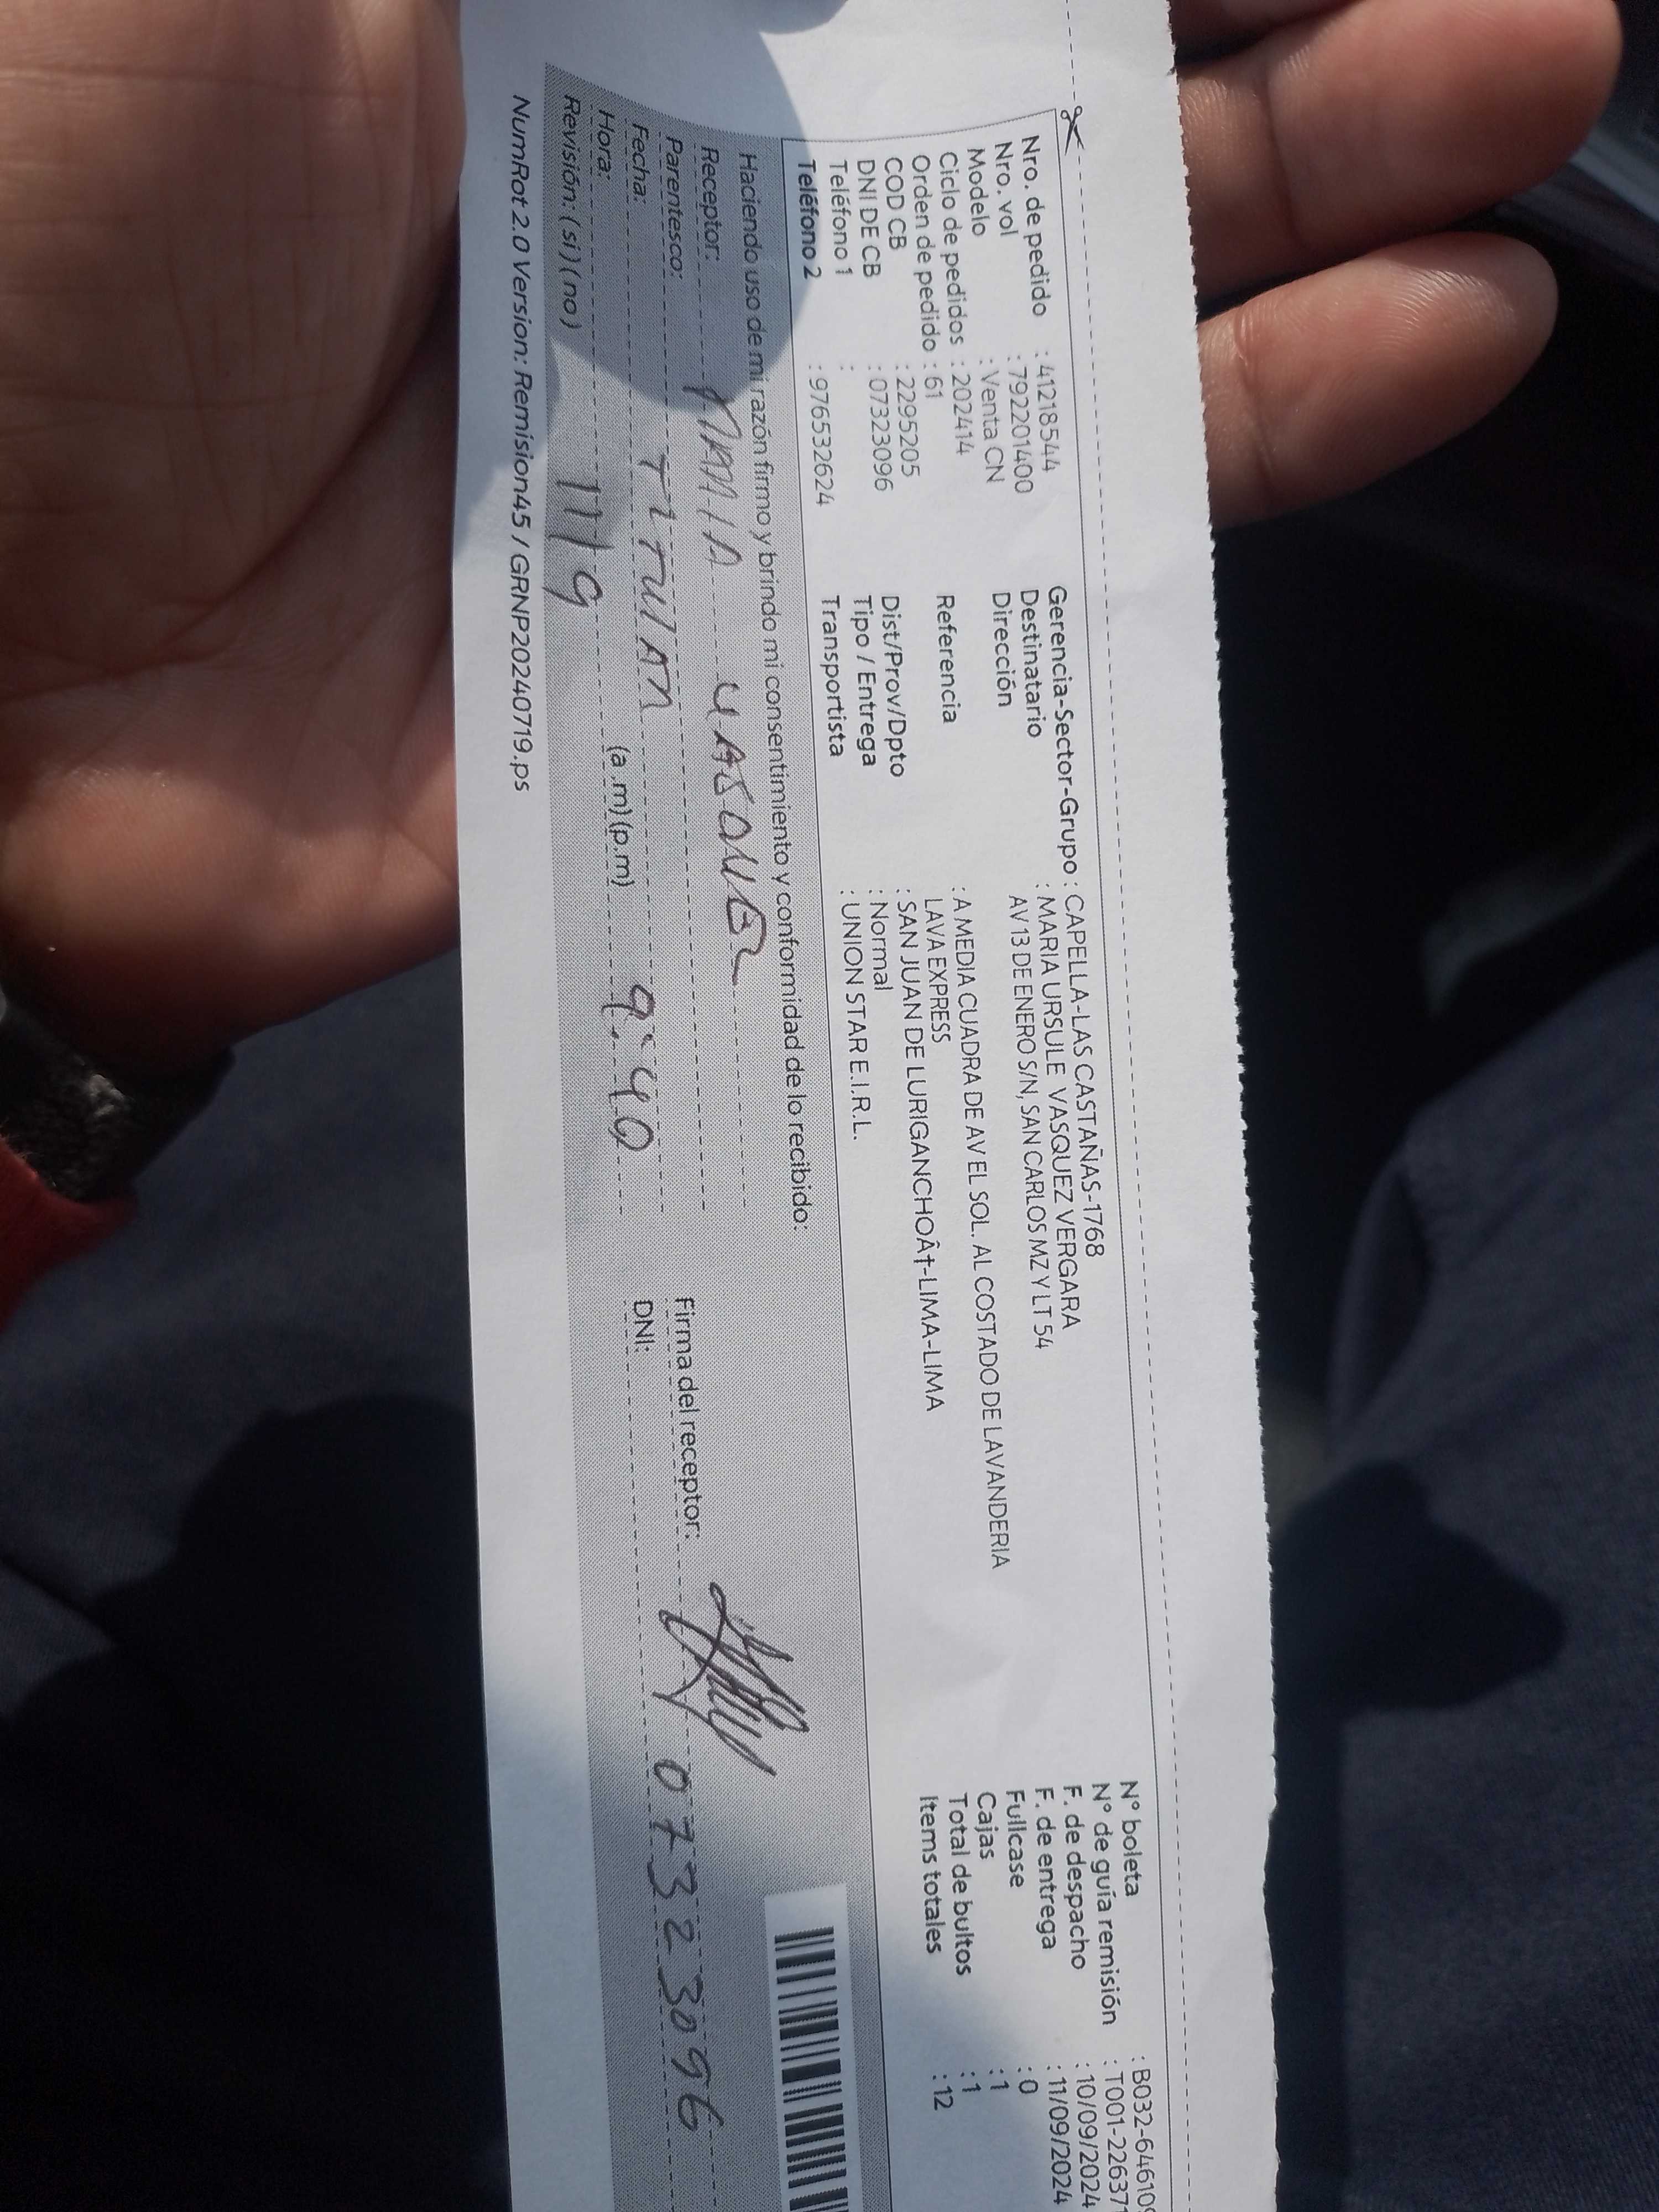 Nro. de pedido : 41218544
Nro. vol : 792201400
Modelo : Venta CN
Ciclo de pedidos : 202414
Orden de pedido : 61
COD CB : 2295205
DNI DE CB : 07323096
Teléfono 1 :
Teléfono 2 : 976532624
Gerencia-Sector-Grupo : CAPELLA-LAS CASTAÑAS-1768
Destinatario : MARIA URSULE VASQUEZ VERGARA
Dirección AV 13 DE ENERO S/N, SAN CARLOS MZ Y LT 54
Referencia : A MEDIA CUADRA DE AV EL SOL. AL COSTADO DE LAVANDERIA
LAVA EXPRESS
Dist/Prov/Dpto : SAN JUAN DE LURIGANCHOÂ†-LIMA-LIMA
Tipo / Entrega : Normal
Transportista : UNION STAR E.I.R.L.
N° boleta : B032-64610
N° de guía remisión : T001-22637
F. de despacho : 10/09/2024
F. de entrega : 11/09/2024
Fullcase : 0
Cajas : 1
Total de bultos : 1
Items totales : 12
Haciendo uso de mi razón firmo y brindo mi consentimiento y conformidad de lo recibido:
Receptor: MARIA VASQUEZ
Parentesco: TITULAR
Fecha: 11/9
Hora: (a.m) (p.m) 9:40
Revisión: (si) (no)
Firma del receptor:
DNI: 07323096
NumRot 2.0 Version: Remision45 / GRNP20240719.ps